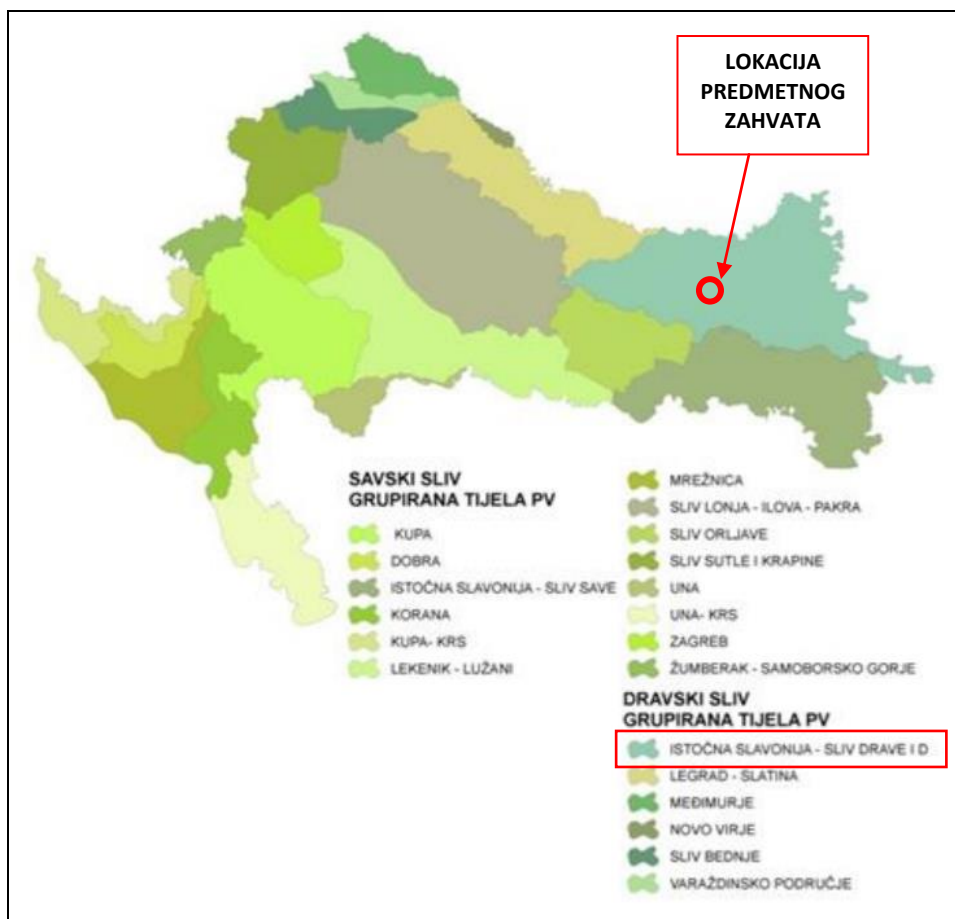 LOKACIJA
PREDMETNOG
ZAHVATA
SAVSKI SLIV
GRUPIRANA TIJELA PV
KUPA
DOBRA
ISTOČNA SLAVONIJA - SLIV SAVE
KORANA
KUPA- KRS
LEKENIK - LUŽANI
MREŽNICA
SLIV LONJA - ILOVA - PAKRA
SLIV ORLJAVE
SLIV SUTLE I KRAPINE
UNA
UNA- KRS
ZAGREB
ŽUMBERAK - SAMOBORSKO GORJE
DRAVSKI SLIV
GRUPIRANA TIJELA PV
ISTOČNA SLAVONIJA - SLIV DRAVE I D
LEGRAD - SLATINA
MEĐIMURJE
NOVO VIRJE
SLIV BEDNJE
VARAŽDINSKO PODRUČJE